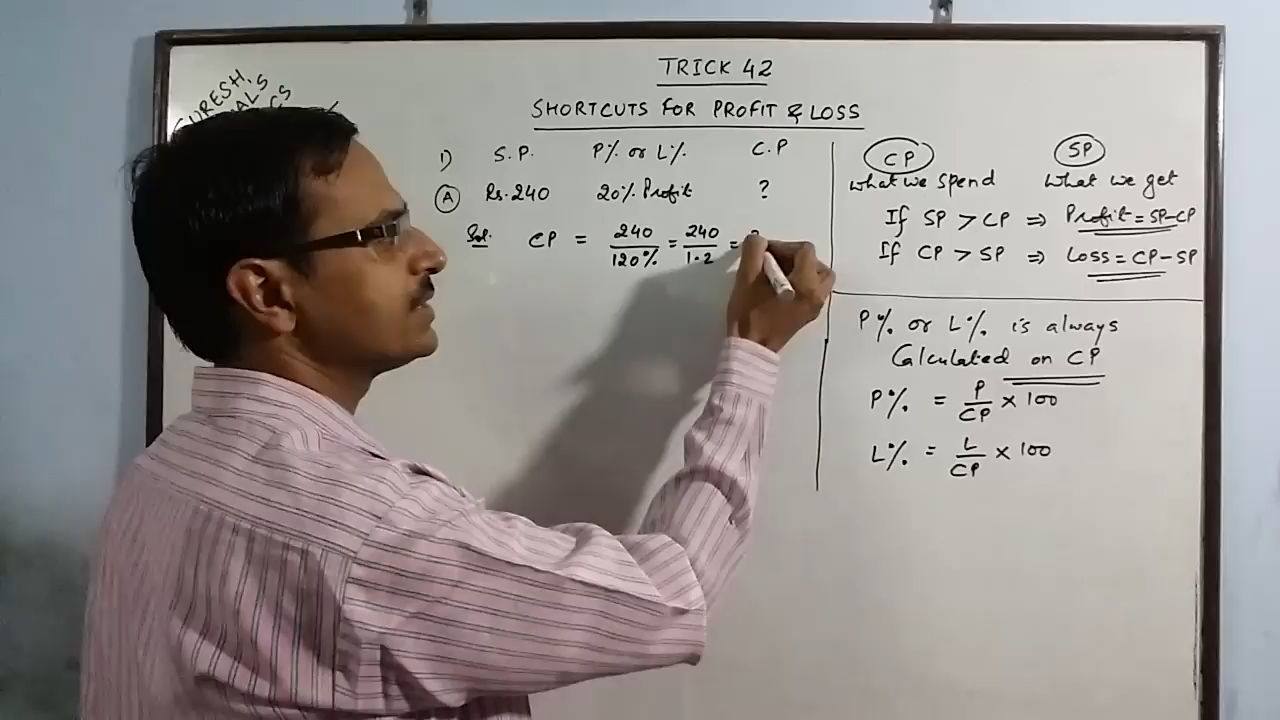 SURESH
TRICK 42
SHORTCUTS FOR PROFIT & LOSS
1) S.P. P% or L% C.P
(A) Rs.240 20% Profit ?
Sol. CP = 240/120% = 240/1.2 =
CP SP
What we spend What we get
If SP > CP ⇒ Profit = SP-CP
If CP > SP ⇒ Loss = CP-SP
P% or L% is always
Calculated on CP
P% = P/CP × 100
L% = L/CP × 100